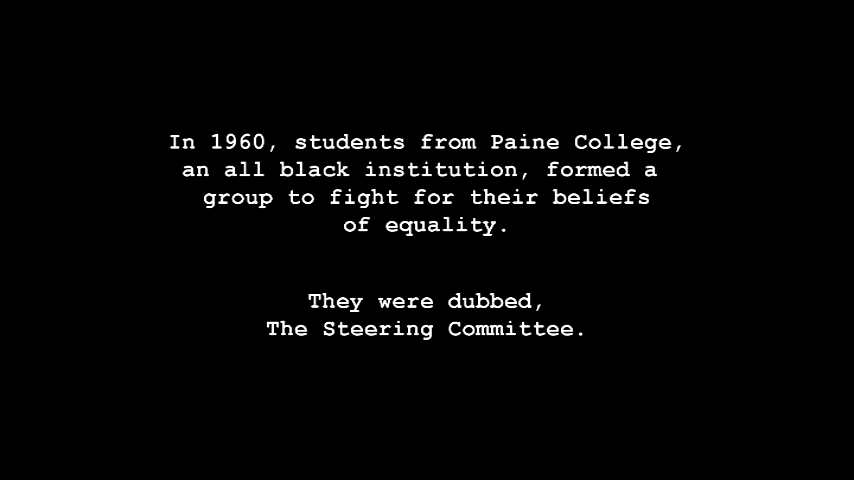 In 1960, students from Paine College,
an all black institution, formed a
group to fight for their beliefs
of equality.
They were dubbed,
The Steering Committee.